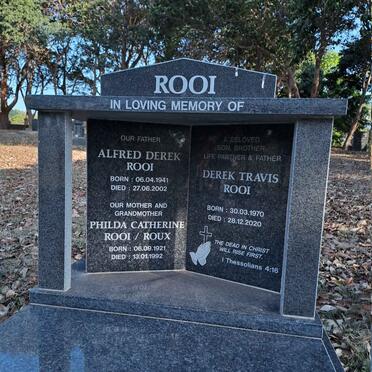 ROOI
IN LOVING MEMORY OF
OUR FATHER
ALFRED DEREK
ROOI
BORN : 06.04.1941
DIED : 27.06.2002
OUR MOTHER AND
GRANDMOTHER
PHILDA CATHERINE
ROOI / ROUX
BORN : 06.09.1921
DIED : 13.01.1992
A BELOVED
SON, BROTHER,
LIFE PARTNER & FATHER
DEREK TRAVIS
ROOI
BORN : 30.03.1970
DIED : 28.12.2020
THE DEAD IN CHRIST
WILL RISE FIRST.
1 Thessolians 4:16